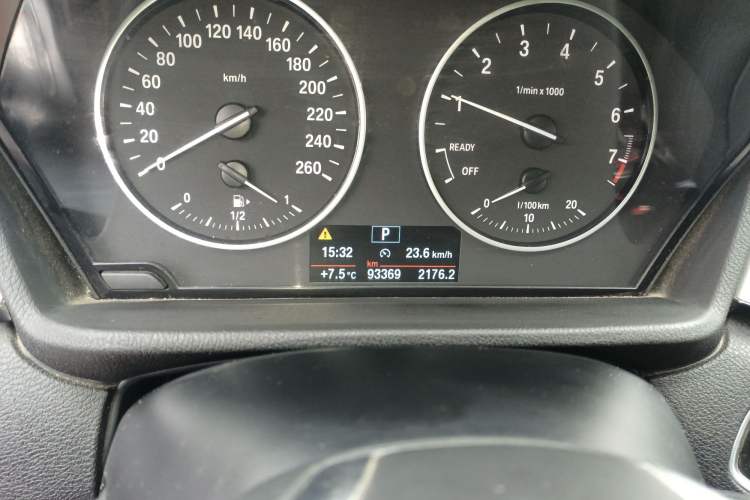 0 20 40 60 80 100 120 140 160 180 200 220 240 260
km/h
0 1/2 1
1 2 3 4 5 6 7
1/min x 1000
READY
OFF
0 10 20
l/100 km
P
15:32 23.6 km/h
km
+7.5°C 93369 2176.2